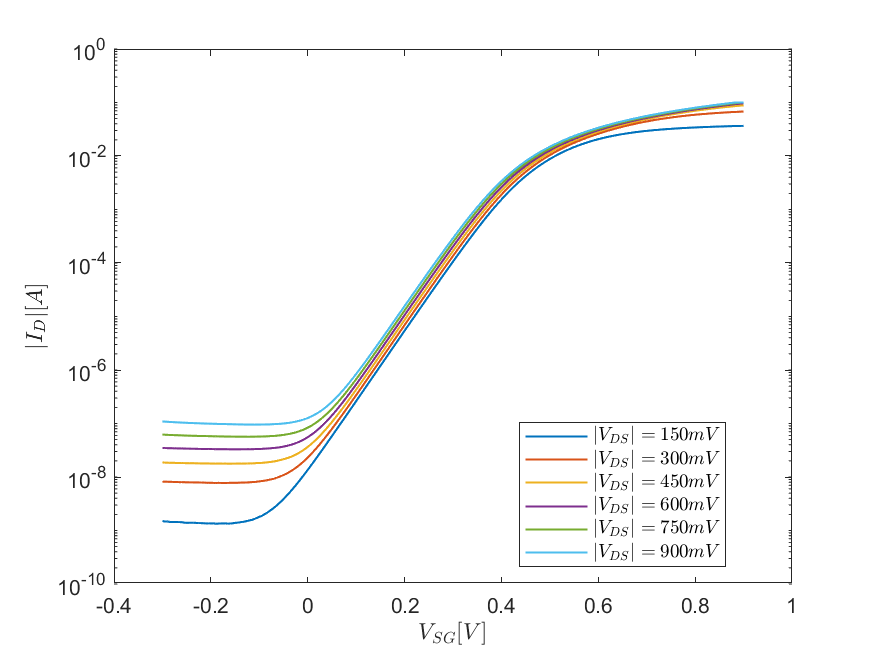 10^0
10^-2
10^-4
10^-6
10^-8
10^-10
|I_D|[A]
|V_DS| = 150mV
|V_DS| = 300mV
|V_DS| = 450mV
|V_DS| = 600mV
|V_DS| = 750mV
|V_DS| = 900mV
-0.4 -0.2 0 0.2 0.4 0.6 0.8 1
V_SG[V]